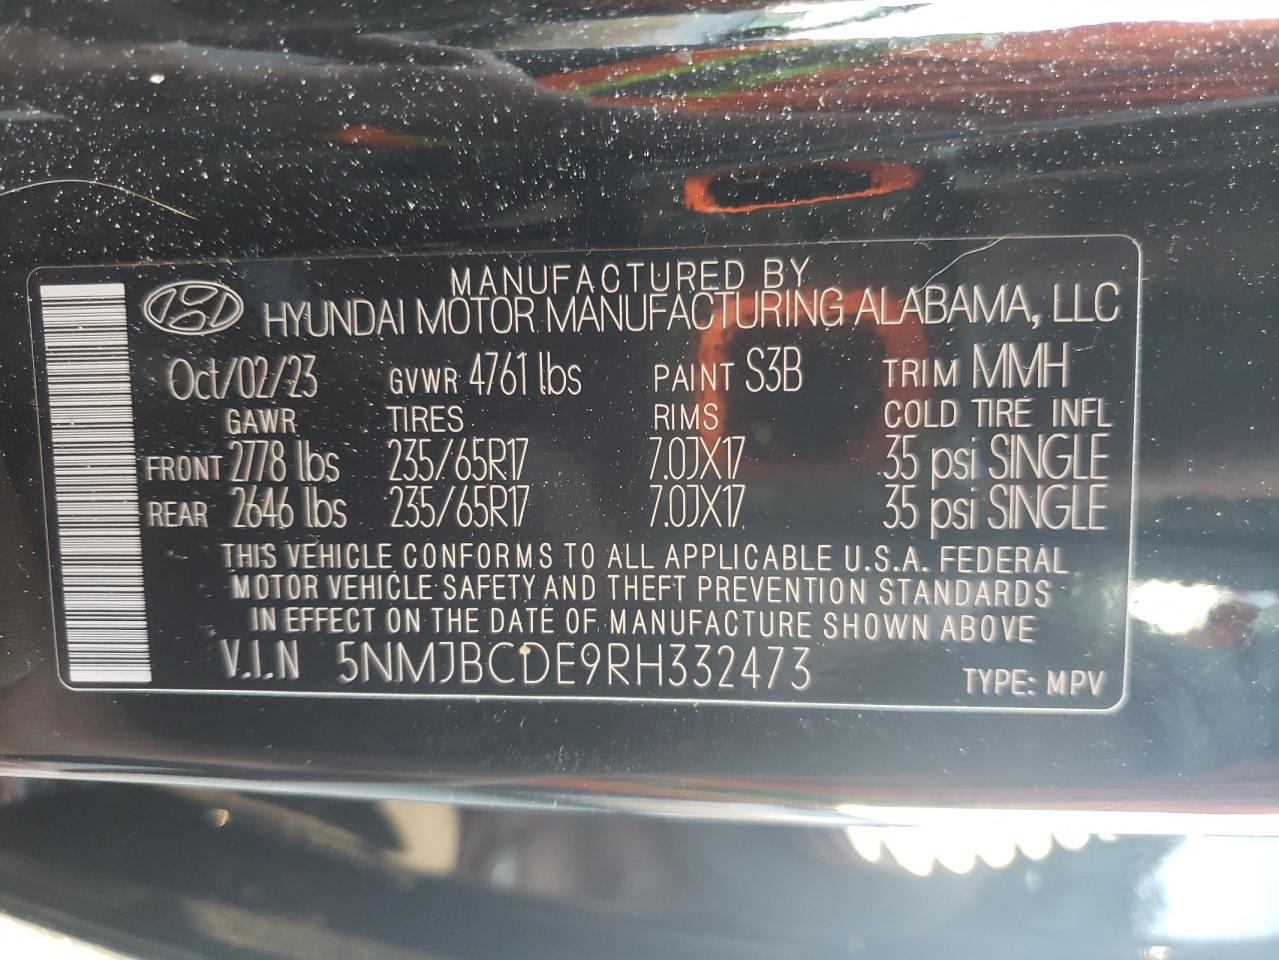 MANUFACTURED BY
HYUNDAI MOTOR MANUFACTURING ALABAMA, LLC
Oct/02/23 GVWR 4761 lbs PAINT S3B TRIM MMH
GAWR TIRES RIMS COLD TIRE INFL
FRONT 2778 lbs 235/65R17 7.0JX17 35 psi SINGLE
REAR 2646 lbs 235/65R17 7.0JX17 35 psi SINGLE
THIS VEHICLE CONFORMS TO ALL APPLICABLE U.S.A. FEDERAL
MOTOR VEHICLE SAFETY AND THEFT PREVENTION STANDARDS
IN EFFECT ON THE DATE OF MANUFACTURE SHOWN ABOVE
V.I.N 5NMJBCDE9RH332473 TYPE: MPV